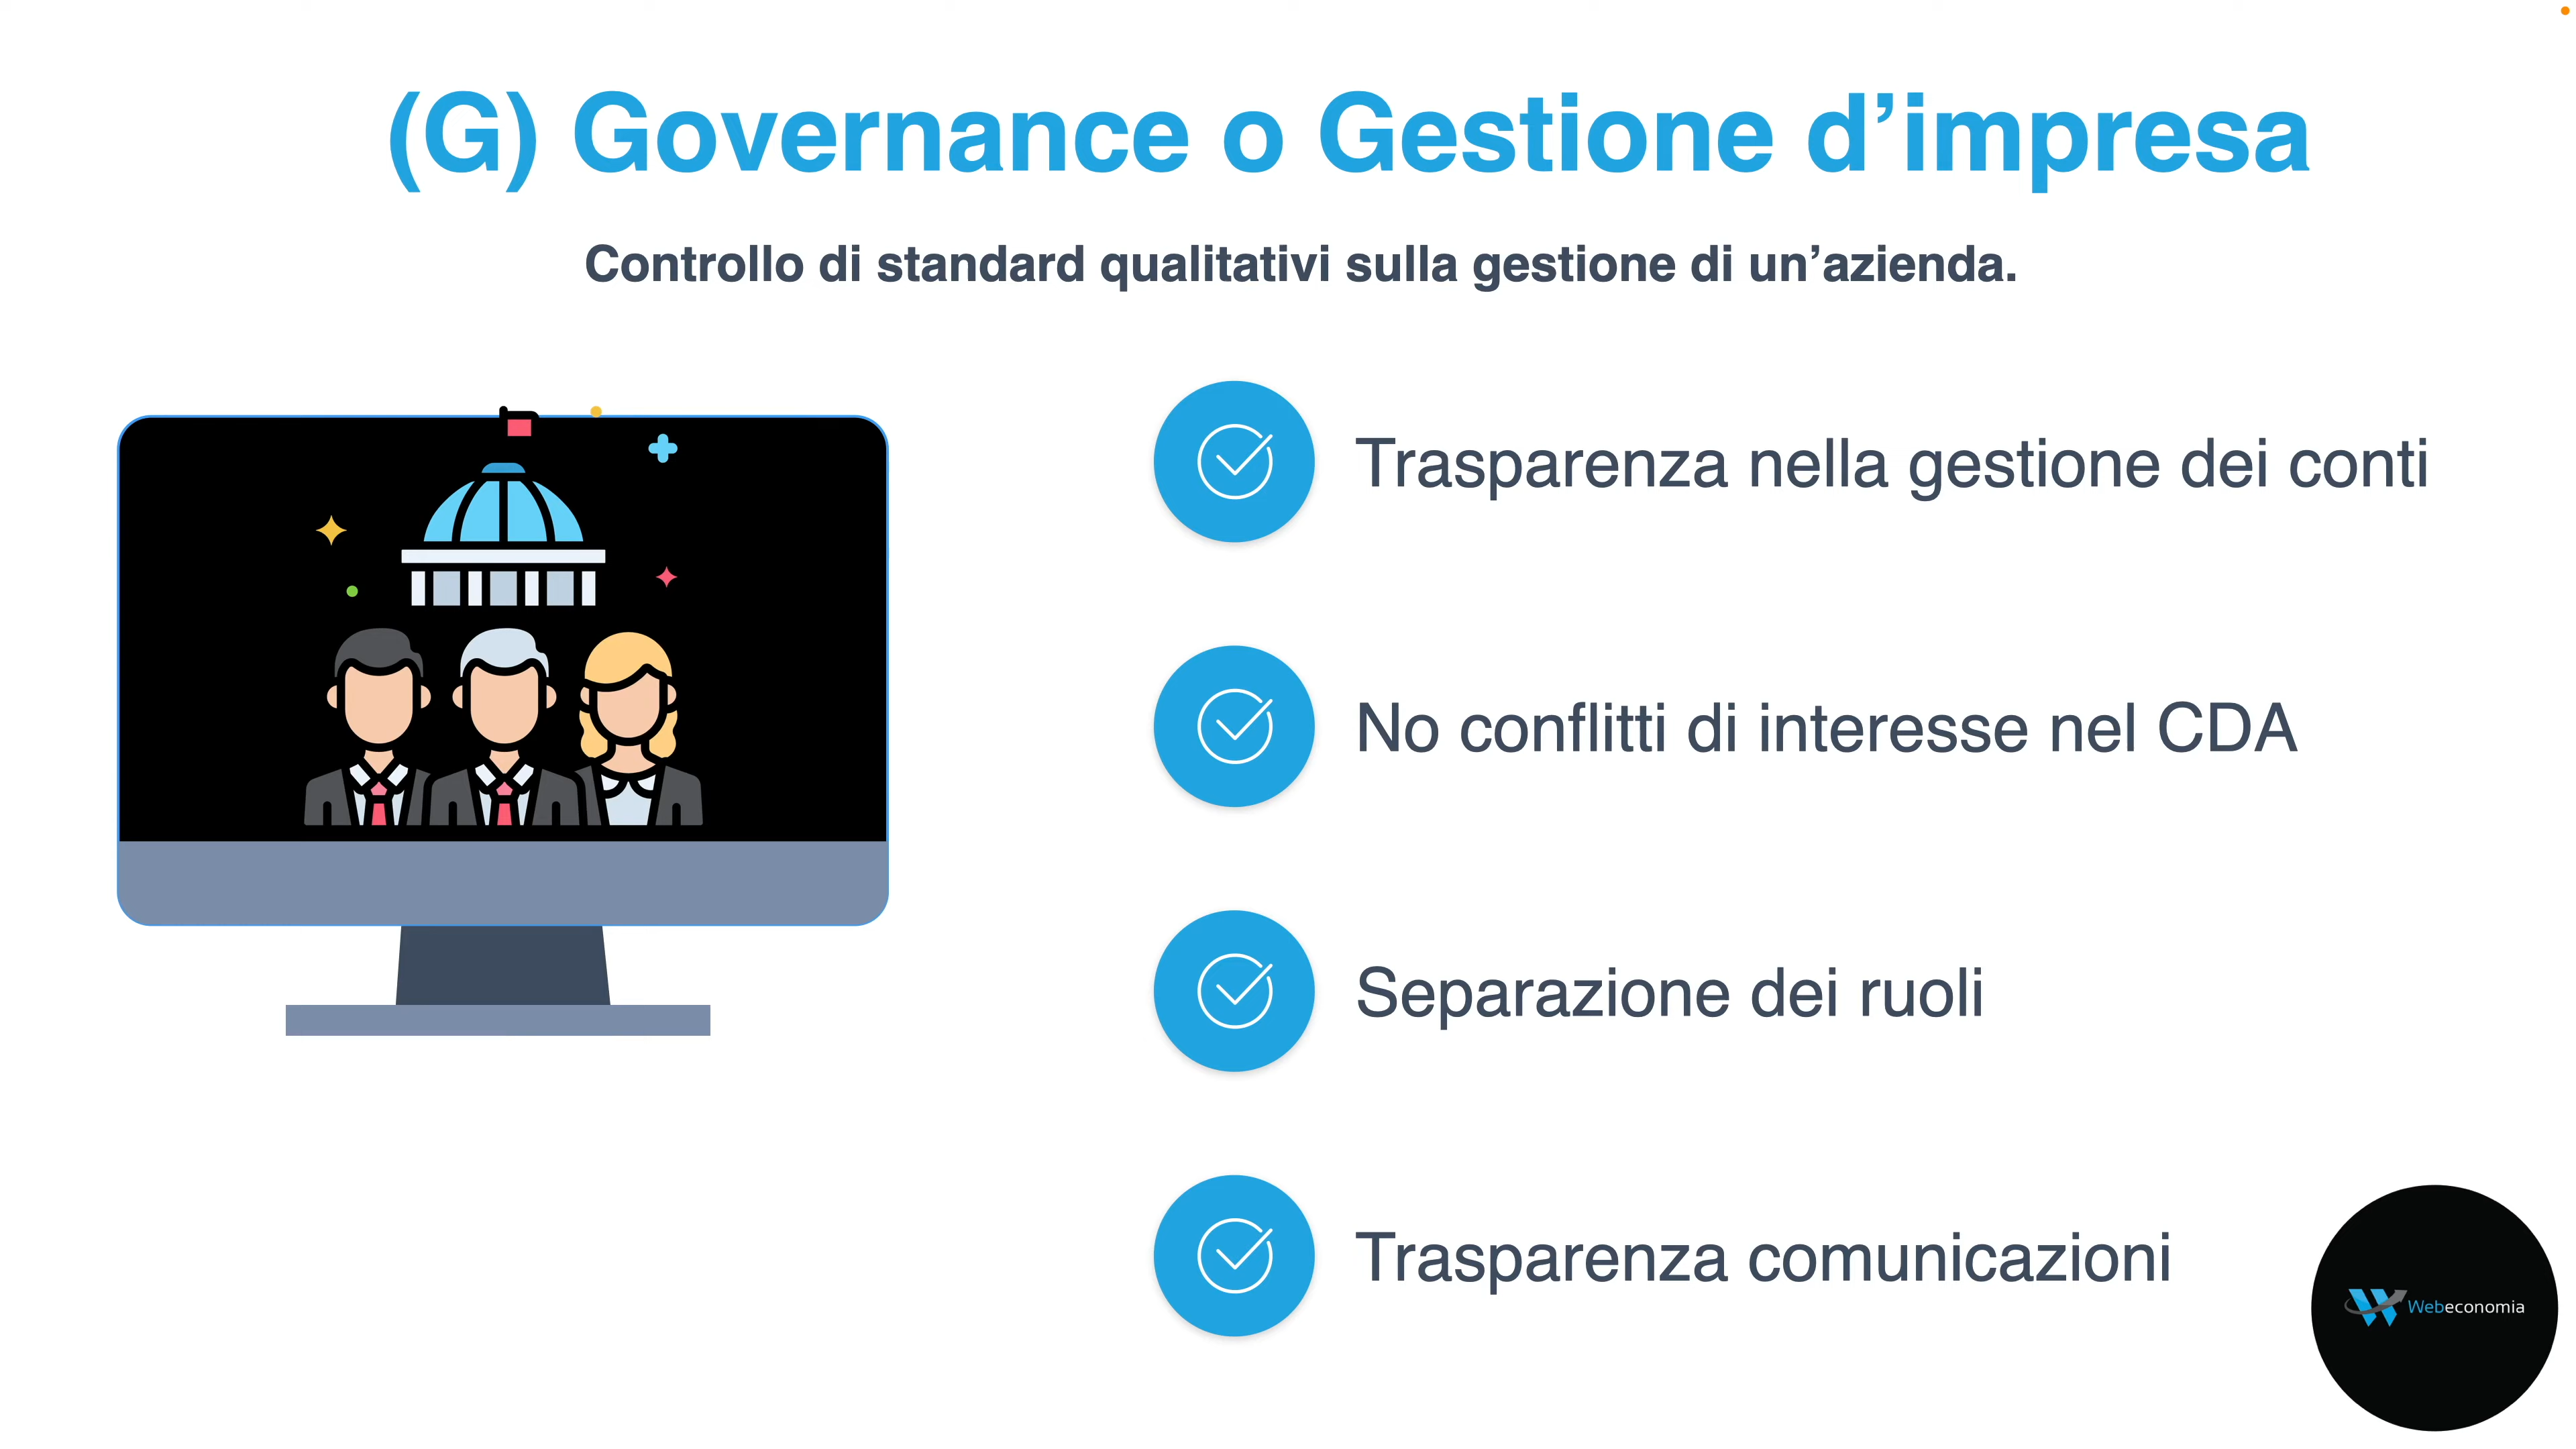 (G) Governance o Gestione d’impresa
Controllo di standard qualitativi sulla gestione di un’azienda.
Trasparenza nella gestione dei conti
No conflitti di interesse nel CDA
Separazione dei ruoli
Trasparenza comunicazioni
Webeconomia